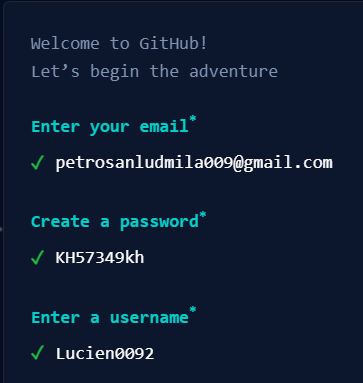 Welcome to GitHub!
Let’s begin the adventure
Enter your email*
✓ petrosanludmila009@gmail.com
Create a password*
✓ KH57349kh
Enter a username*
✓ Lucien0092